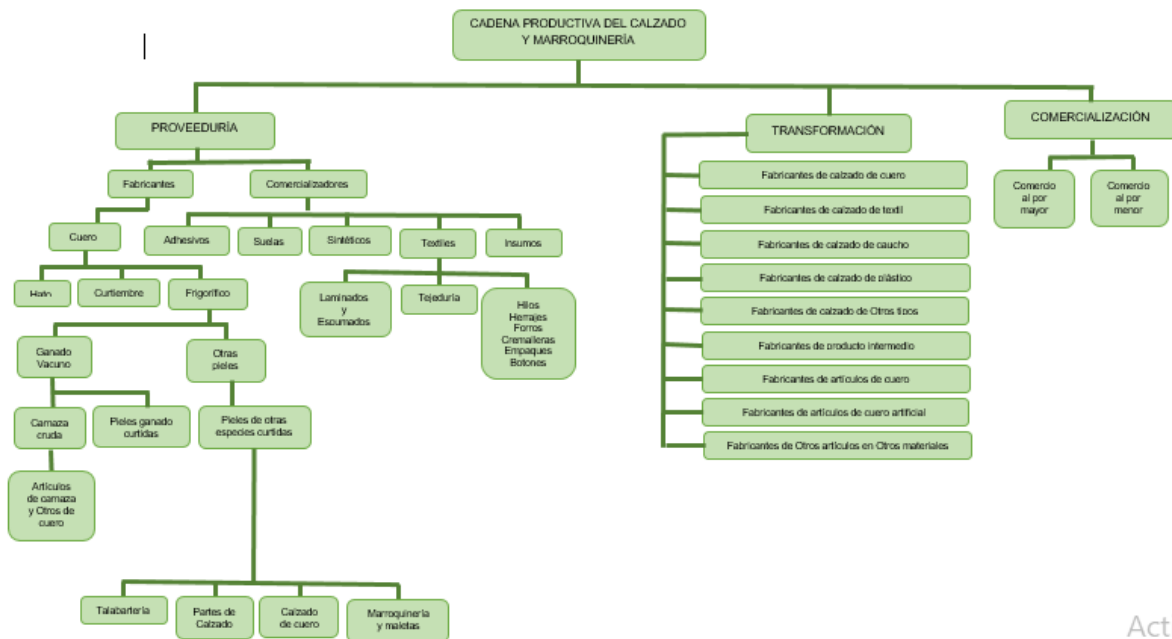 CADENA PRODUCTIVA DEL CALZADO
Y MARROQUINERÍA
PROVEEDURÍA
TRANSFORMACIÓN
COMERCIALIZACIÓN
Fabricantes
Comercializadores
Cuero
Adhesivos
Suelas
Sintéticos
Textiles
Insumos
Hato
Curtiembre
Frigorífico
Laminados
y
Espumados
Tejeduría
Hilos
Herrajes
Forros
Cremalleras
Empaques
Botones
Ganado
Vacuno
Otras
pieles
Carnaza
cruda
Pieles ganado
curtidas
Pieles de otras
especies curtidas
Artículos
de carnaza
y Otros de
cuero
Talabartería
Partes de
Calzado
Calzado
de cuero
Marroquinería
y maletas
Fabricantes de calzado de cuero
Fabricantes de calzado de textil
Fabricantes de calzado de caucho
Fabricantes de calzado de plástico
Fabricantes de calzado de Otros tipos
Fabricantes de producto intermedio
Fabricantes de artículos de cuero
Fabricantes de artículos de cuero artificial
Fabricantes de Otros artículos en Otros materiales
Comercio
al por
mayor
Comercio
al por
menor
Act